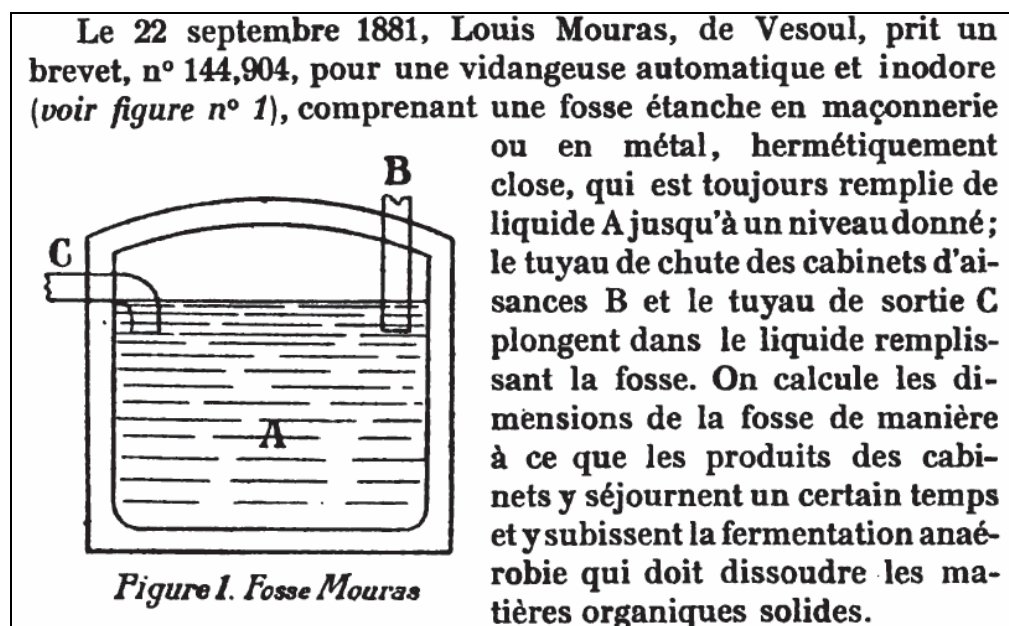 Le 22 septembre 1881, Louis Mouras, de Vesoul, prit un
brevet, nº 144,904, pour une vidangeuse automatique et inodore
(voir figure nº 1), comprenant une fosse étanche en maçonnerie
ou en métal, hermétiquement
close, qui est toujours remplie de
liquide A jusqu'à un niveau donné;
le tuyau de chute des cabinets d'ai-
sances B et le tuyau de sortie C
plongent dans le liquide remplis-
sant la fosse. On calcule les di-
mensions de la fosse de manière
à ce que les produits des cabi-
nets y séjournent un certain temps
et y subissent la fermentation anaé-
robie qui doit dissoudre les ma-
tières organiques solides.
B
C
A
Figure 1. Fosse Mouras